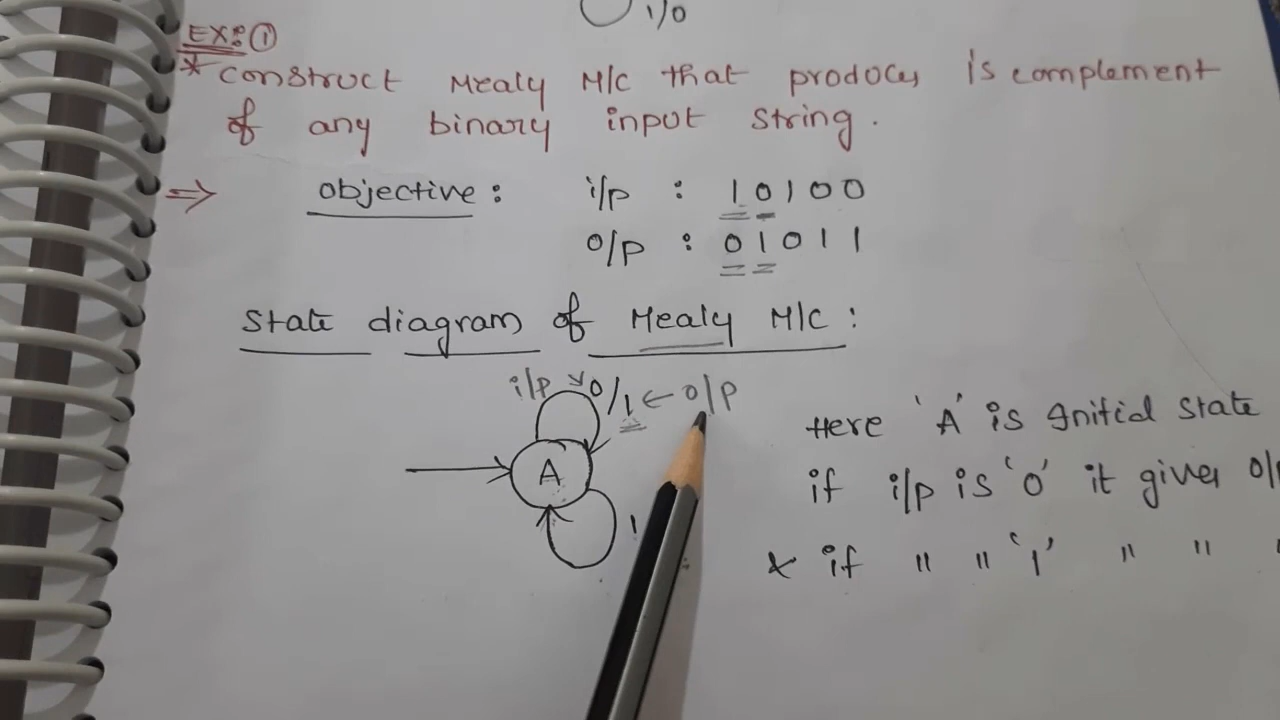 1/0
EX:①
* construct Mealy M/c that produces 1s complement
of any binary input string.
⇒ objective : i/p : 10100
o/p : 01011
State diagram of Mealy M/c :
i/p 0/1 ← o/p
Here 'A' is Initial state
A
if i/p is '0' it gives o/
1
* if " " '1' " "